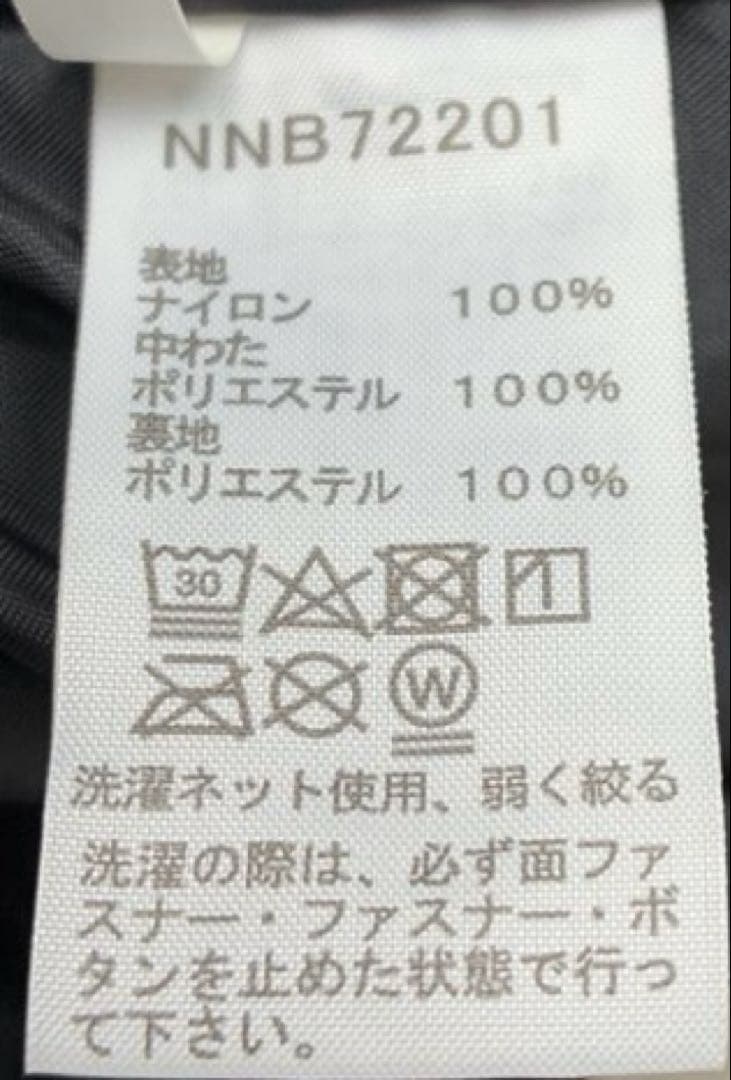 NNB72201
表地
ナイロン 100%
中わた
ポリエステル 100%
裏地
ポリエステル 100%
30
W
洗濯ネット使用、弱く絞る
洗濯の際は、必ず面ファ
スナー・ファスナー・ボ
タンを止めた状態で行っ
て下さい。